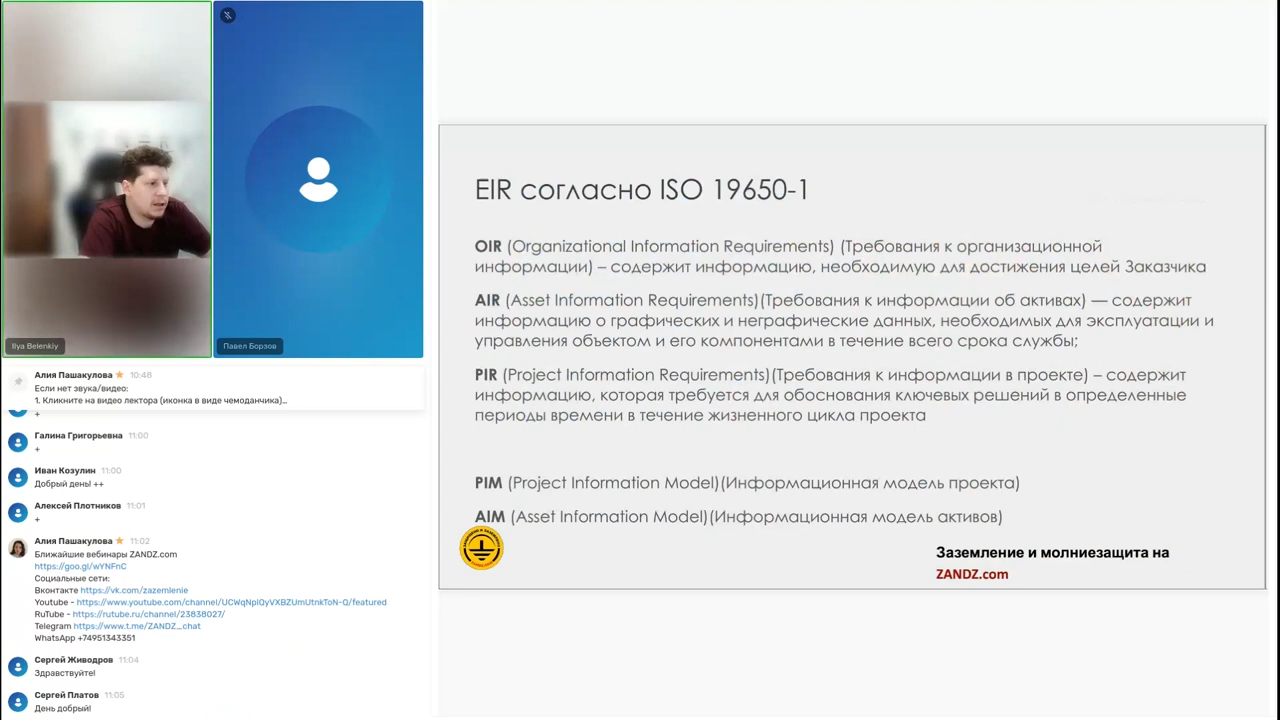 Ilya Belenkiy
Павел Борзов
Алия Пашакулова 10:48
Если нет звука/видео:
1. Кликните на видео лектора (иконка в виде чемоданчика)...
+
Галина Григорьевна 11:00
+
Иван Козулин 11:00
Добрый день! ++
Алексей Плотников 11:01
+
Алия Пашакулова 11:02
Ближайшие вебинары ZANDZ.com
https://goo.gl/wYNFnC
Социальные сети:
Вконтакте https://vk.com/zazemlenie
Youtube - https://www.youtube.com/channel/UCWqNplQyVXBZUmUtnkToN-Q/featured
RuTube - https://rutube.ru/channel/23838027/
Telegram https://www.t.me/ZANDZ_chat
WhatsApp +74951343351
Сергей Живодров 11:04
Здравствуйте!
Сергей Платов 11:05
День добрый!
EIR согласно ISO 19650-1
OIR (Organizational Information Requirements) (Требования к организационной
информации) – содержит информацию, необходимую для достижения целей Заказчика
AIR (Asset Information Requirements)(Требования к информации об активах) — содержит
информацию о графических и неграфические данных, необходимых для эксплуатации и
управления объектом и его компонентами в течение всего срока службы;
PIR (Project Information Requirements)(Требования к информации в проекте) – содержит
информацию, которая требуется для обоснования ключевых решений в определенные
периоды времени в течение жизненного цикла проекта
PIM (Project Information Model)(Информационная модель проекта)
AIM (Asset Information Model)(Информационная модель активов)
Заземление и молниезащита на
ZANDZ.com